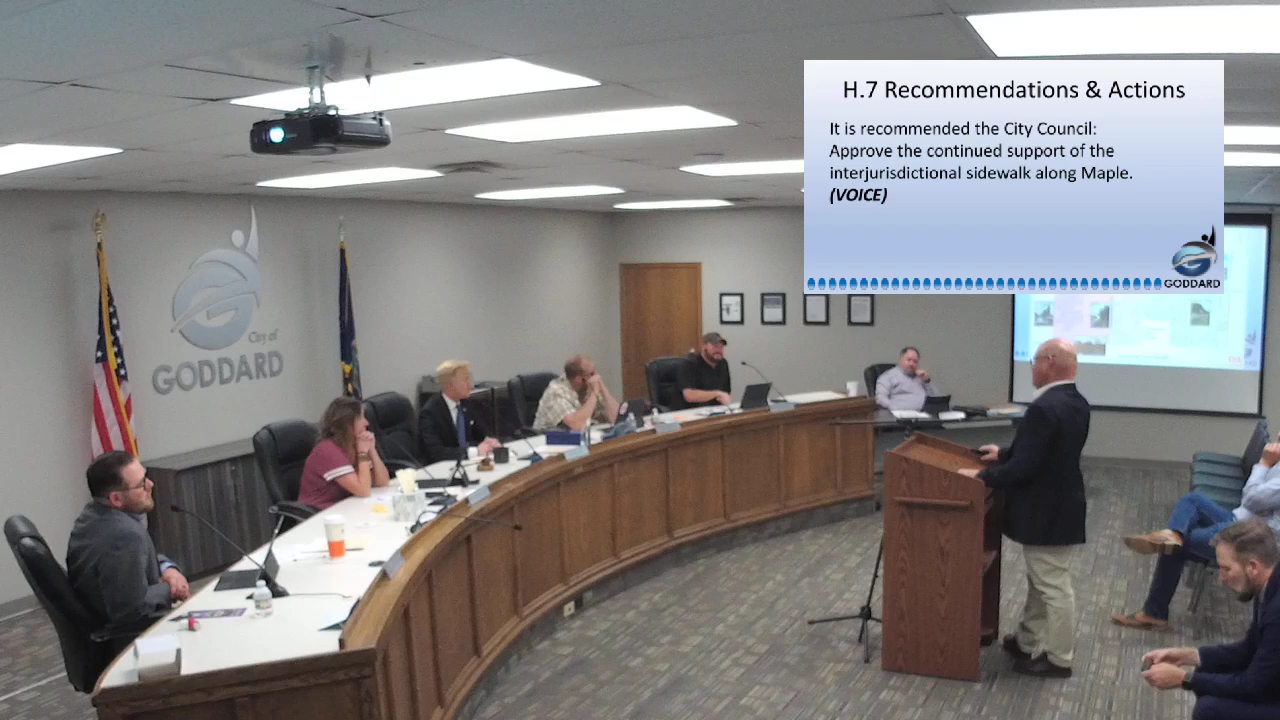 H.7 Recommendations & Actions
It is recommended the City Council:
Approve the continued support of the
interjurisdictional sidewalk along Maple.
(VOICE)
GODDARD
City of
GODDARD